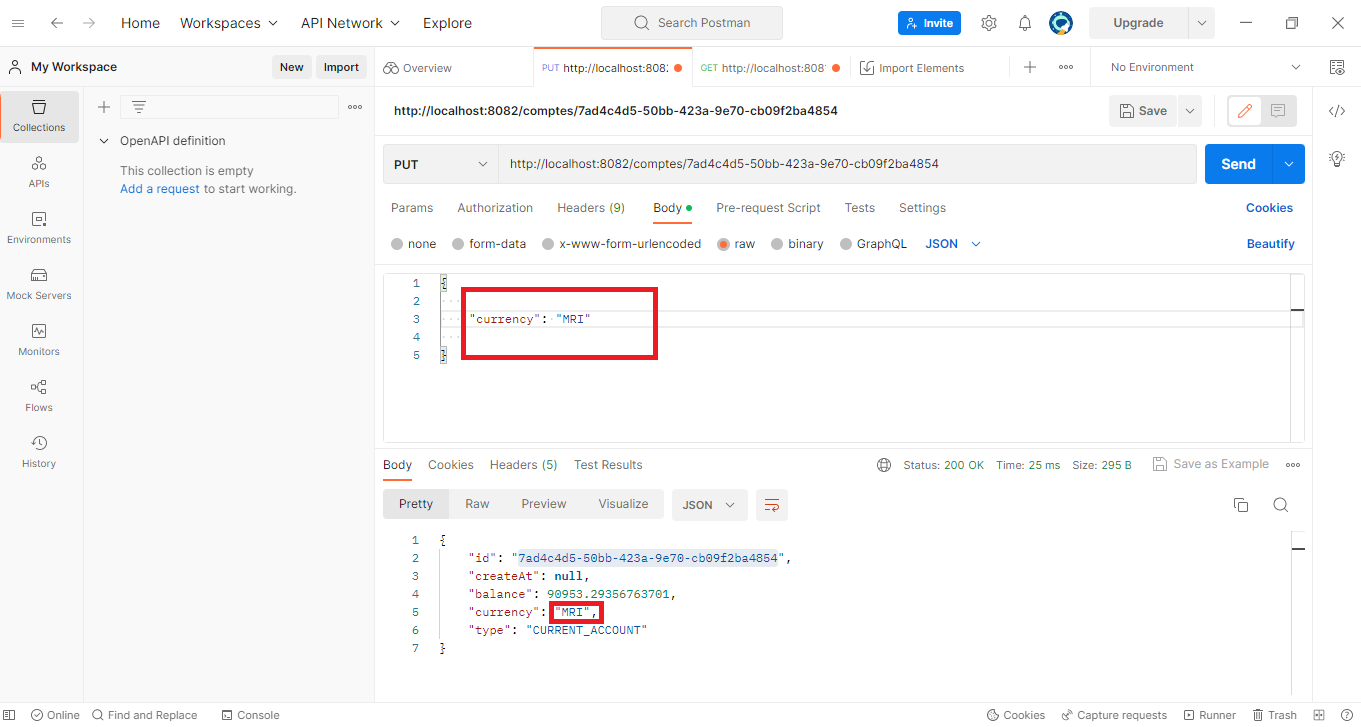 Home Workspaces API Network Explore Search Postman Invite Upgrade
My Workspace New Import Overview PUT http://localhost:808 GET http://localhost:808 Import Elements No Environment
Collections
APIs
Environments
Mock Servers
Monitors
Flows
History
OpenAPI definition
This collection is empty
Add a request to start working.
http://localhost:8082/comptes/7ad4c4d5-50bb-423a-9e70-cb09f2ba4854 Save
PUT http://localhost:8082/comptes/7ad4c4d5-50bb-423a-9e70-cb09f2ba4854 Send
Params Authorization Headers (9) Body Pre-request Script Tests Settings Cookies
none form-data x-www-form-urlencoded raw binary GraphQL JSON Beautify
1 {
2
3 "currency": "MRI"
4
5 }
Body Cookies Headers (5) Test Results Status: 200 OK Time: 25 ms Size: 295 B Save as Example
Pretty Raw Preview Visualize JSON
1 {
2 "id": "7ad4c4d5-50bb-423a-9e70-cb09f2ba4854",
3 "createAt": null,
4 "balance": 90953.29356763701,
5 "currency": "MRI",
6 "type": "CURRENT_ACCOUNT"
7 }
Online Find and Replace Console Cookies Capture requests Runner Trash